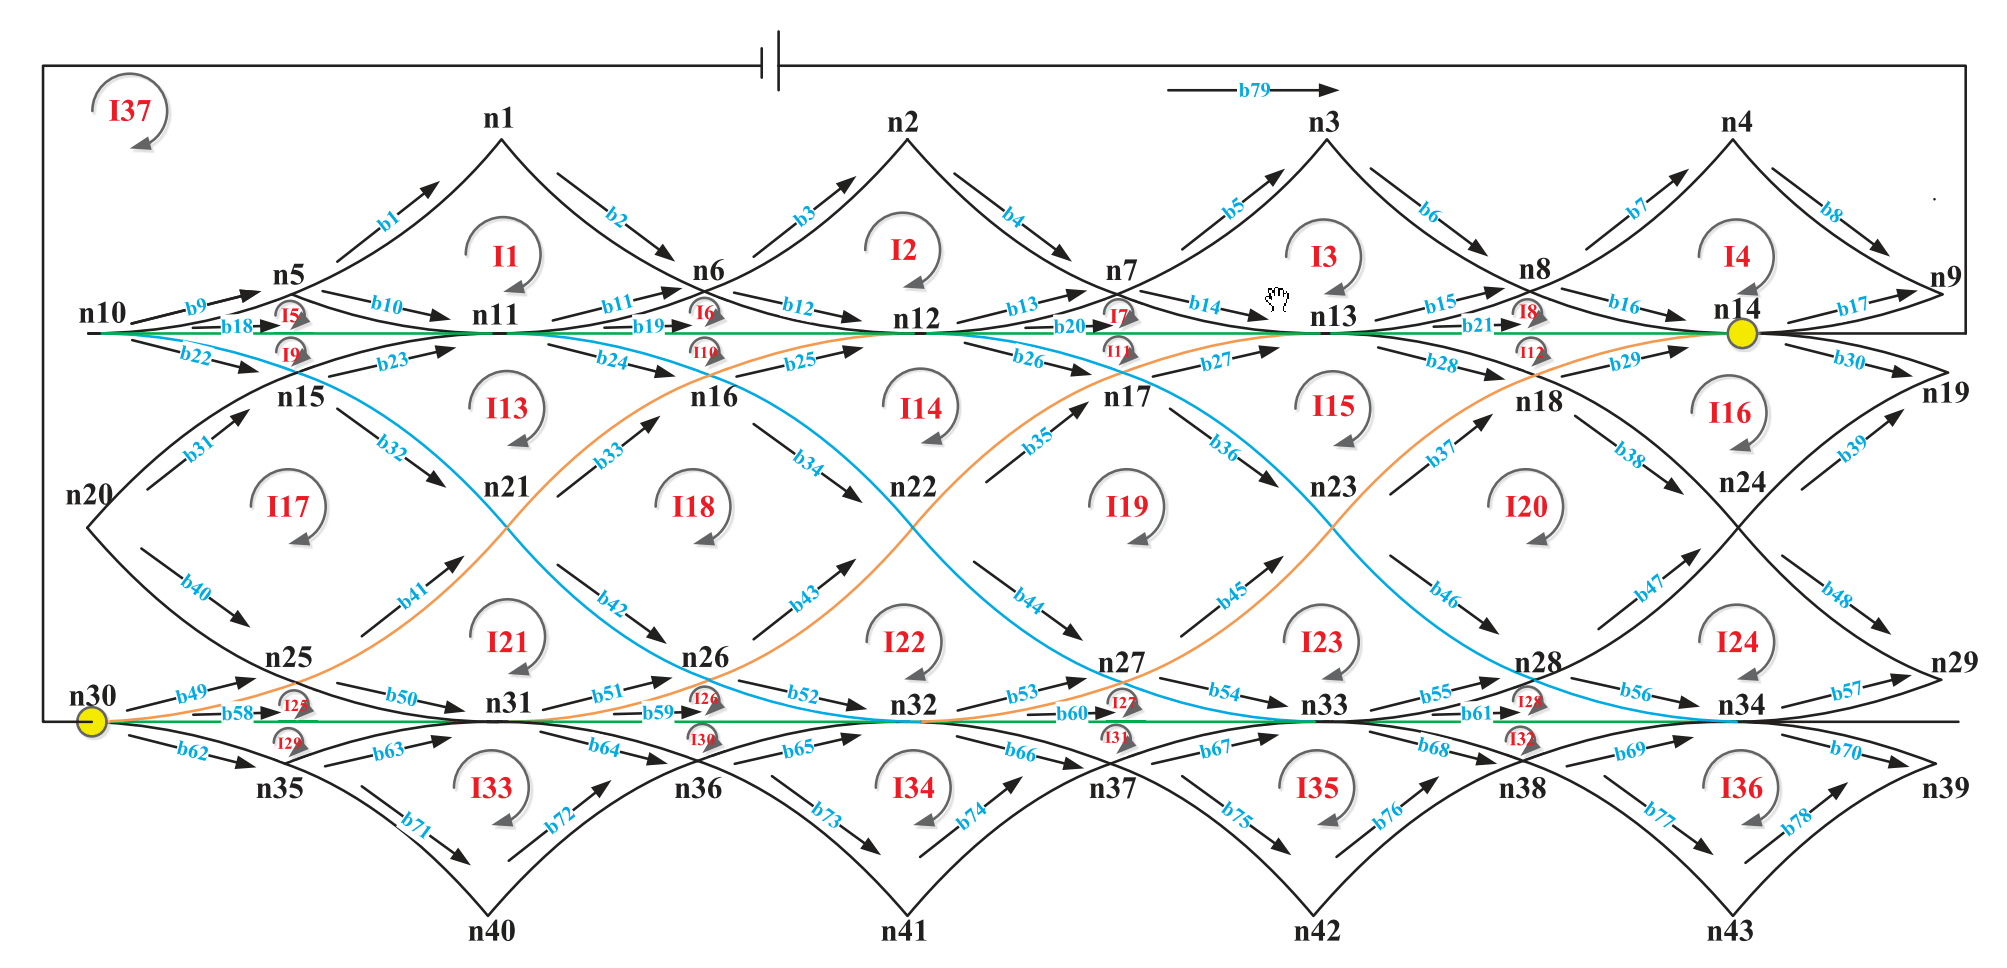 b79
I37
n1 n2 n3 n4
b1 b2 b3 b4 b5 b6 b7 b8
I1 I2 I3 I4
n5 n6 n7 n8 n9
b9 b10 b11 b12 b13 b14 b15 b16 b17
n10 n11 n12 n13 n14
I5 I6 I7 I8
b18 b19 b20 b21
b22 I9 b23 b24 I10 b25 b26 I11 b27 b28 I12 b29 b30
n15 n16 n17 n18 n19
I13 I14 I15 I16
b31 b32 b33 b34 b35 b36 b37 b38 b39
n20 n21 n22 n23 n24
I17 I18 I19 I20
b40 b41 b42 b43 b44 b45 b46 b47 b48
I21 I22 I23 I24
n25 n26 n27 n28 n29
b49 b50 b51 b52 b53 b54 b55 b56 b57
n30 n31 n32 n33 n34
I25 I26 I27 I28
b58 b59 b60 b61
b62 I29 b63 b64 I30 b65 b66 I31 b67 b68 I32 b69 b70
n35 n36 n37 n38 n39
I33 I34 I35 I36
b71 b72 b73 b74 b75 b76 b77 b78
n40 n41 n42 n43